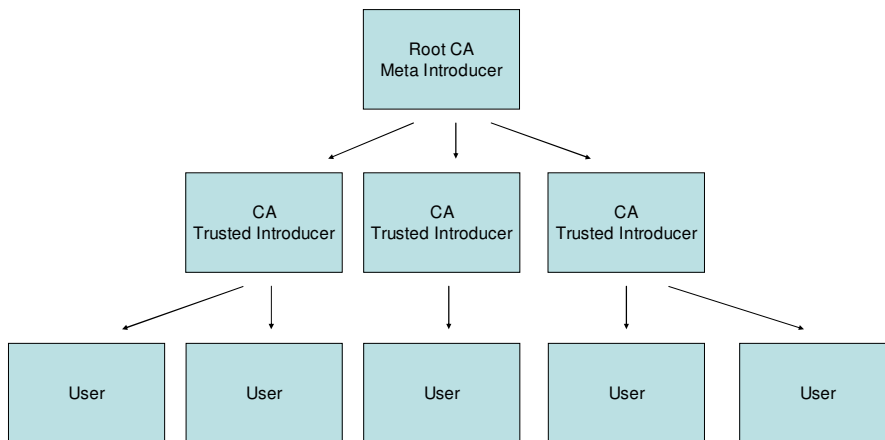 Root CA
Meta Introducer
CA
Trusted Introducer
CA
Trusted Introducer
CA
Trusted Introducer
User
User
User
User
User